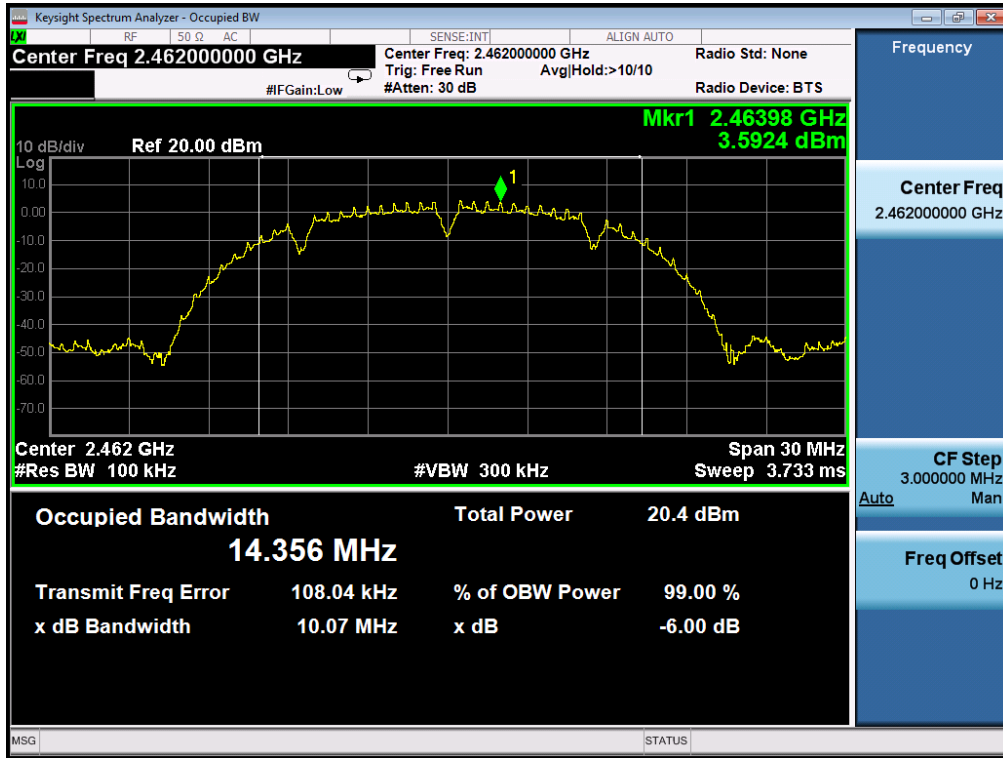 Keysight Spectrum Analyzer - Occupied BW
LXI RF 50 Ω AC SENSE:INT ALIGN AUTO
Center Freq 2.462000000 GHz
#IFGain:Low
Center Freq: 2.462000000 GHz Radio Std: None
Trig: Free Run Avg|Hold:>10/10
#Atten: 30 dB Radio Device: BTS
Frequency
Mkr1 2.46398 GHz
3.5924 dBm
10 dB/div Ref 20.00 dBm
Log
10.0
0.00
-10.0
-20.0
-30.0
-40.0
-50.0
-60.0
-70.0
1
Center 2.462 GHz Span 30 MHz
#Res BW 100 kHz #VBW 300 kHz Sweep 3.733 ms
Occupied Bandwidth Total Power 20.4 dBm
14.356 MHz
Transmit Freq Error 108.04 kHz % of OBW Power 99.00 %
x dB Bandwidth 10.07 MHz x dB -6.00 dB
Center Freq
2.462000000 GHz
CF Step
3.000000 MHz
Auto Man
Freq Offset
0 Hz
MSG STATUS